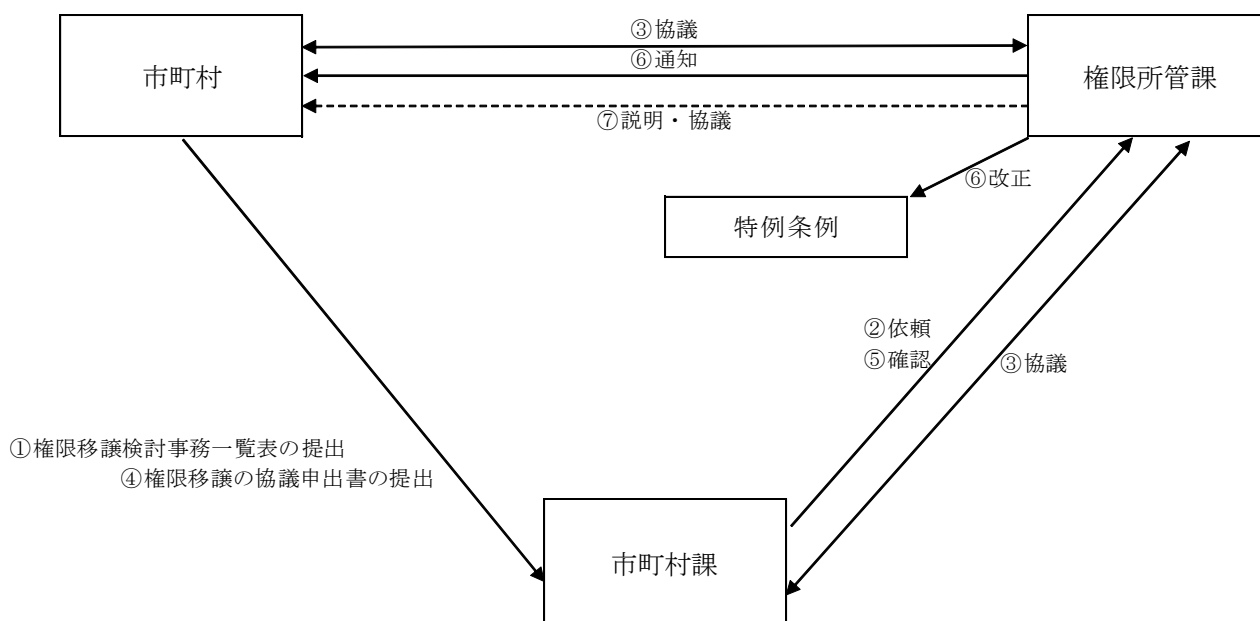 ③協議
市町村
⑥通知
権限所管課
⑦説明・協議
⑥改正
特例条例
②依頼
⑤確認
③協議
①権限移譲検討事務一覧表の提出
④権限移譲の協議申出書の提出
市町村課